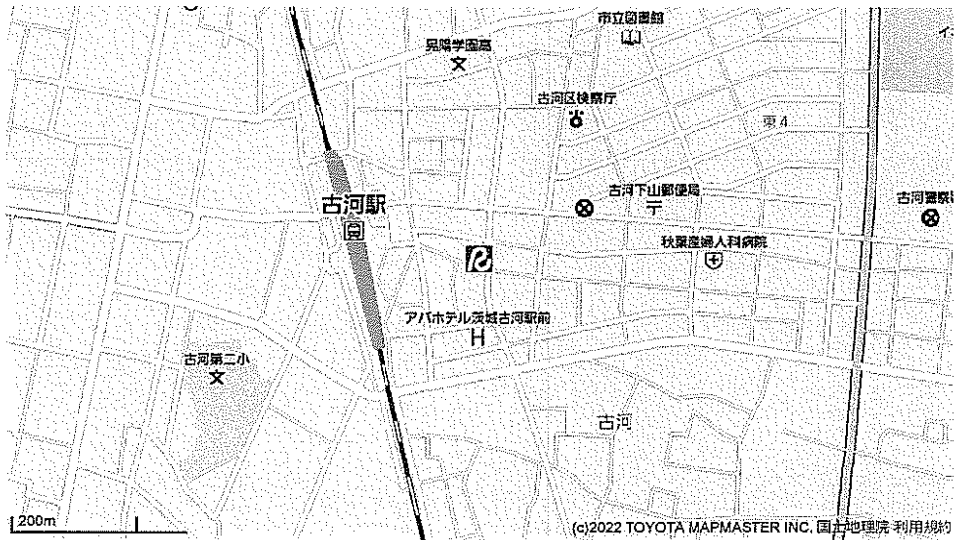 市立図書館
晃陽学園高
古河区検察庁
東4
古河駅
古河下山郵便局
古河警察
秋葉産婦人科病院
アパホテル茨城古河駅前
H
古河第二小
古河
200m
(c)2022 TOYOTA MAPMASTER INC, 国土地理院 利用規約